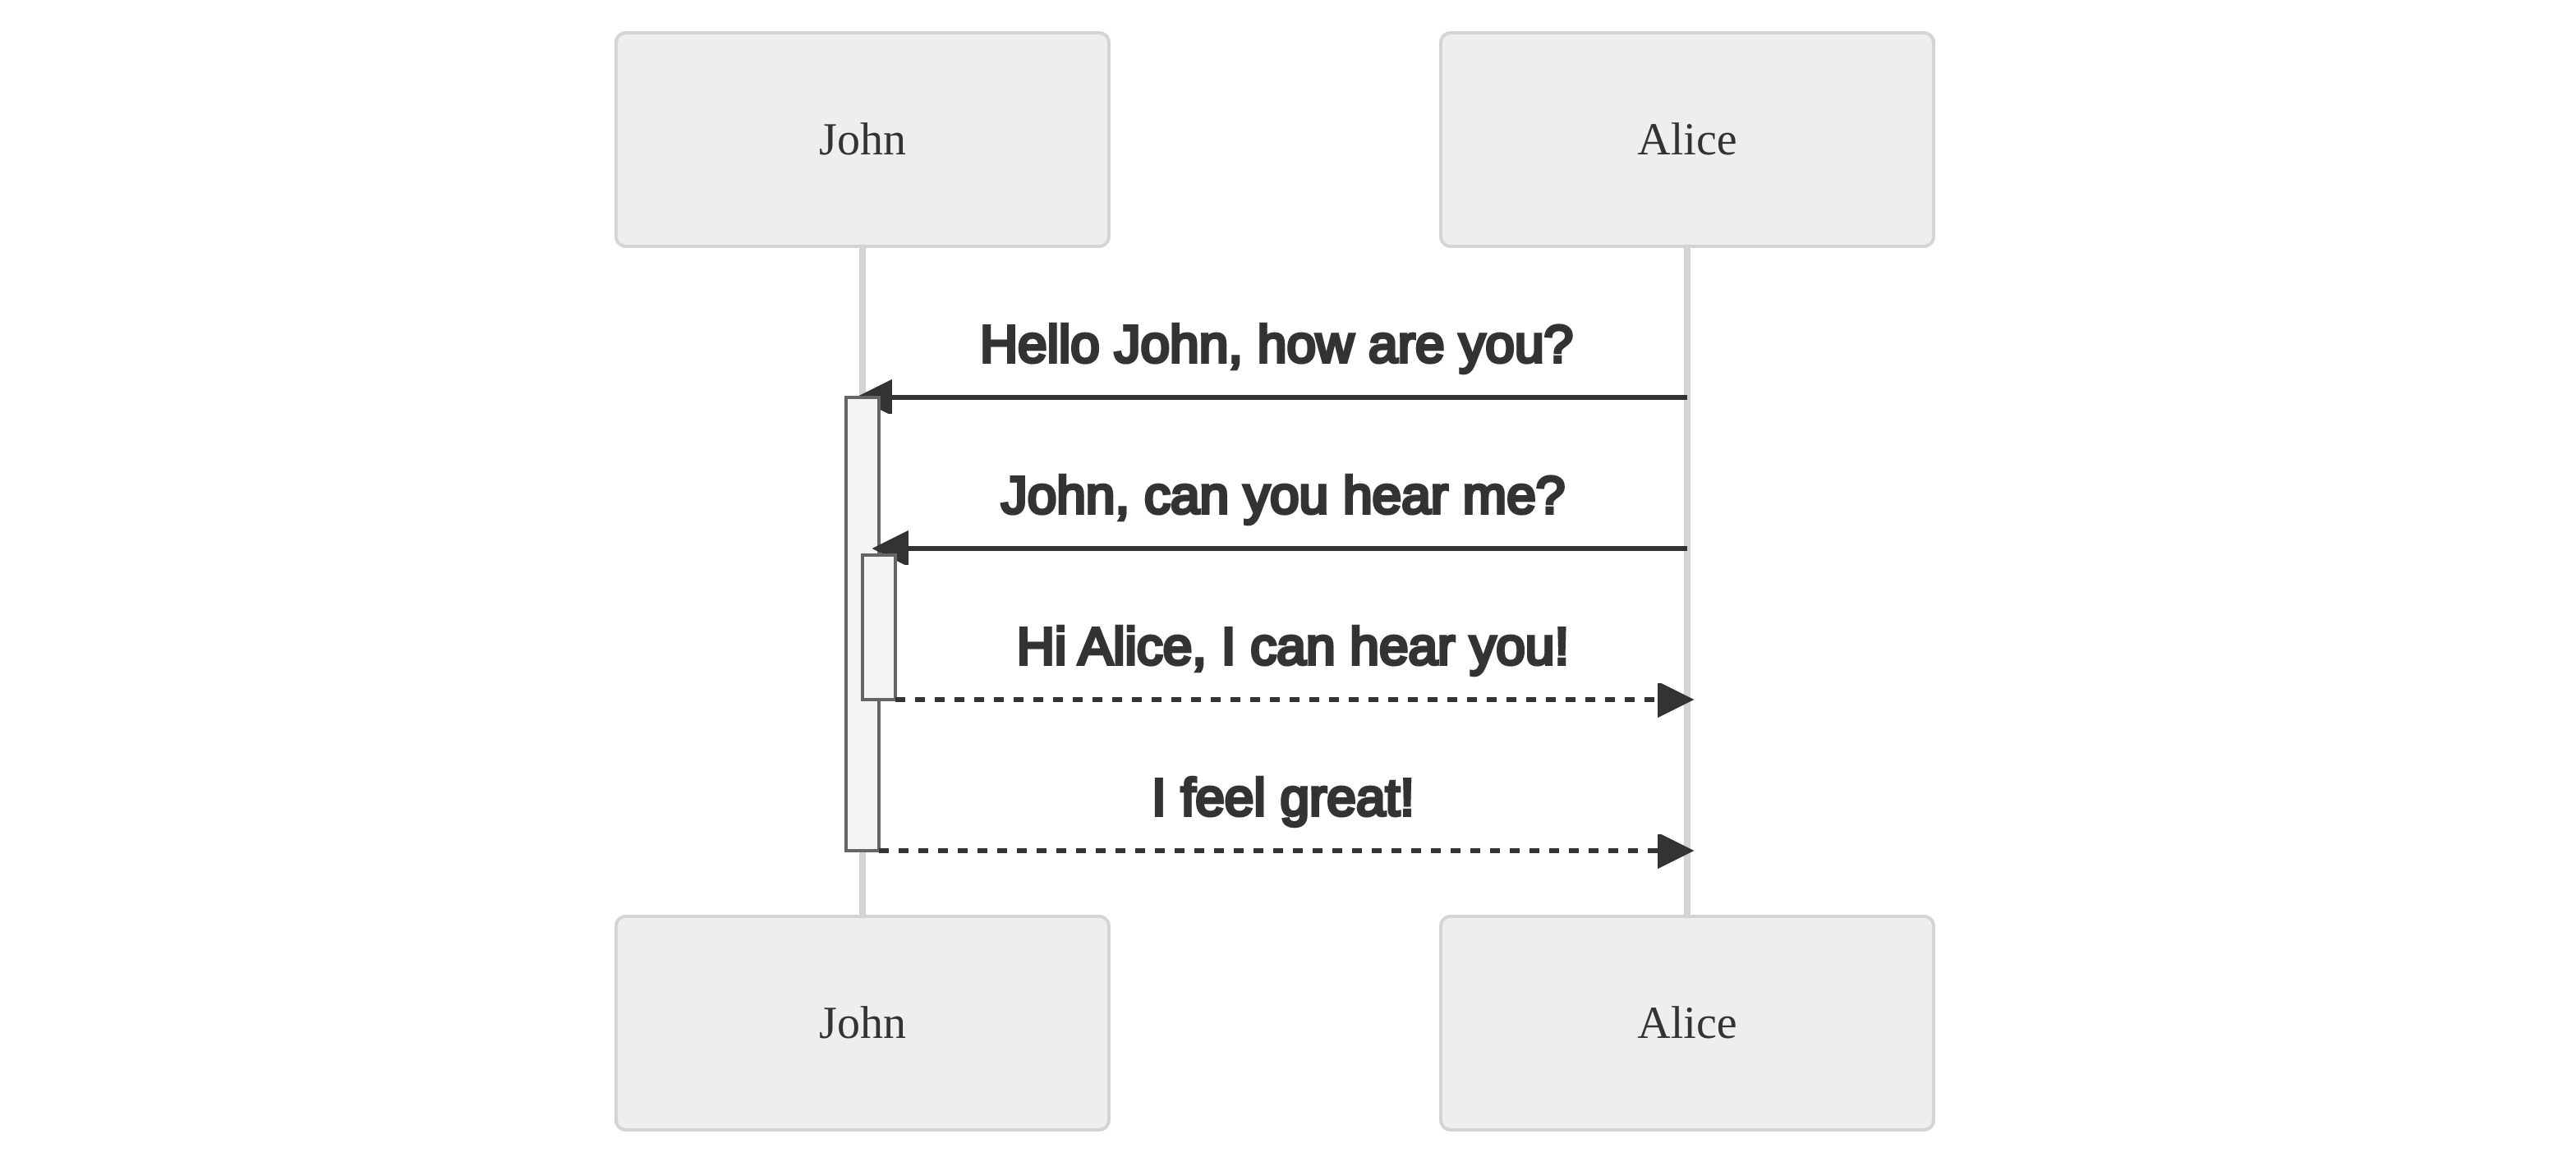 John
Alice
Hello John, how are you?
John, can you hear me?
Hi Alice, I can hear you!
I feel great!
John
Alice